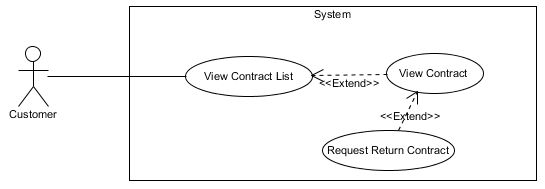 System
View Contract List
View Contract
<<Extend>>
Customer
<<Extend>>
Request Return Contract